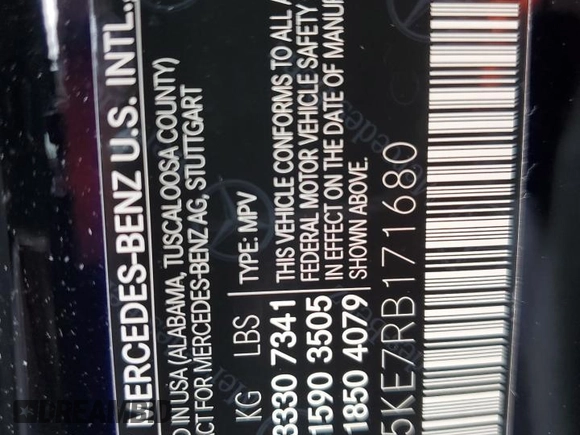 MERCEDES-BENZ U.S. INTL.,
D IN USA (ALABAMA, TUSCALOOSA COUNTY)
ACT FOR MERCEDES-BENZ AG, STUTTGART
KG LBS TYPE: MPV
3330 7341 THIS VEHICLE CONFORMS TO ALL A
1590 3505 FEDERAL MOTOR VEHICLE SAFETY
1850 4079 IN EFFECT ON THE DATE OF MANUF
SHOWN ABOVE.
5KE7RB171680